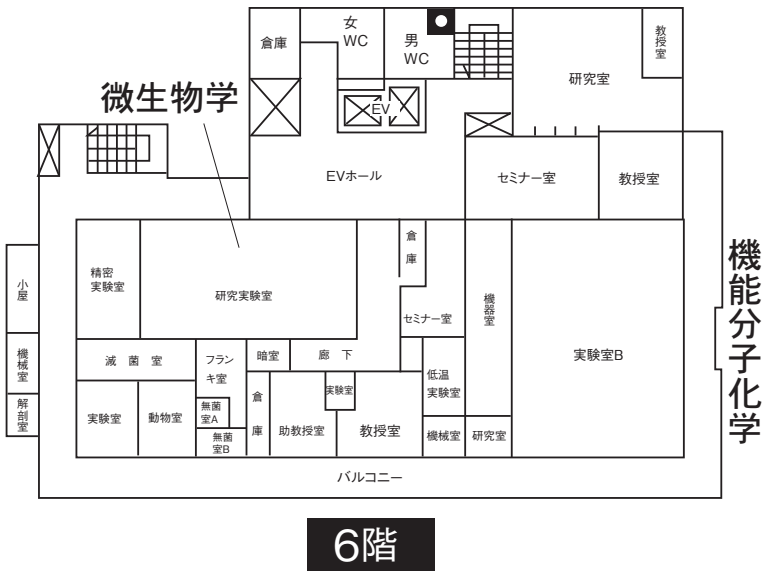 倉庫
女
WC
男
WC
教授室
研究室
微生物学
EV
EVホール
セミナー室
教授室
精密
実験室
研究実験室
倉庫
機器室
セミナー室
実験室B
機能分子化学
小屋
機械室
解剖室
滅菌室
フラン
キ室
暗室
廊下
低温
実験室
実験室
動物室
無菌
室A
無菌
室B
倉庫
助教授室
実験室
教授室
機械室
研究室
バルコニー
6階